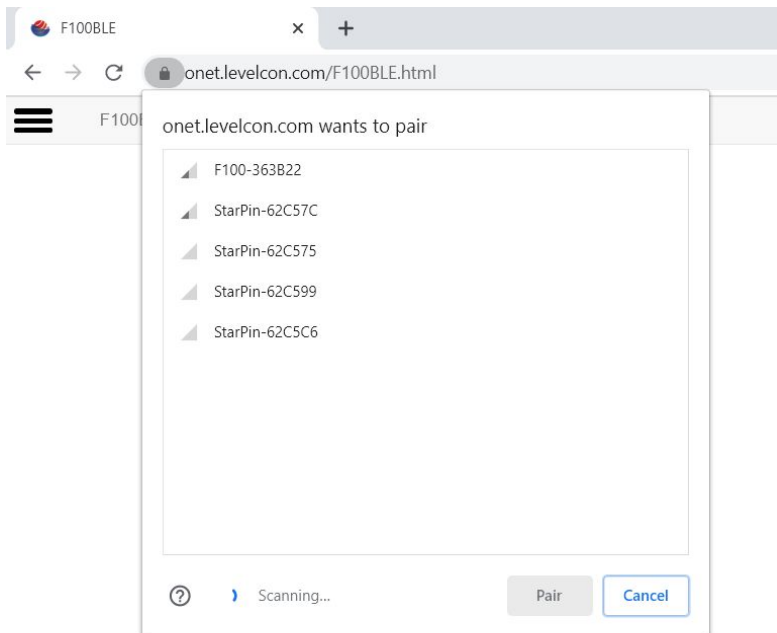 F100BLE
onet.levelcon.com/F100BLE.html
F100
onet.levelcon.com wants to pair
F100-363B22
StarPin-62C57C
StarPin-62C575
StarPin-62C599
StarPin-62C5C6
Scanning...
Pair
Cancel